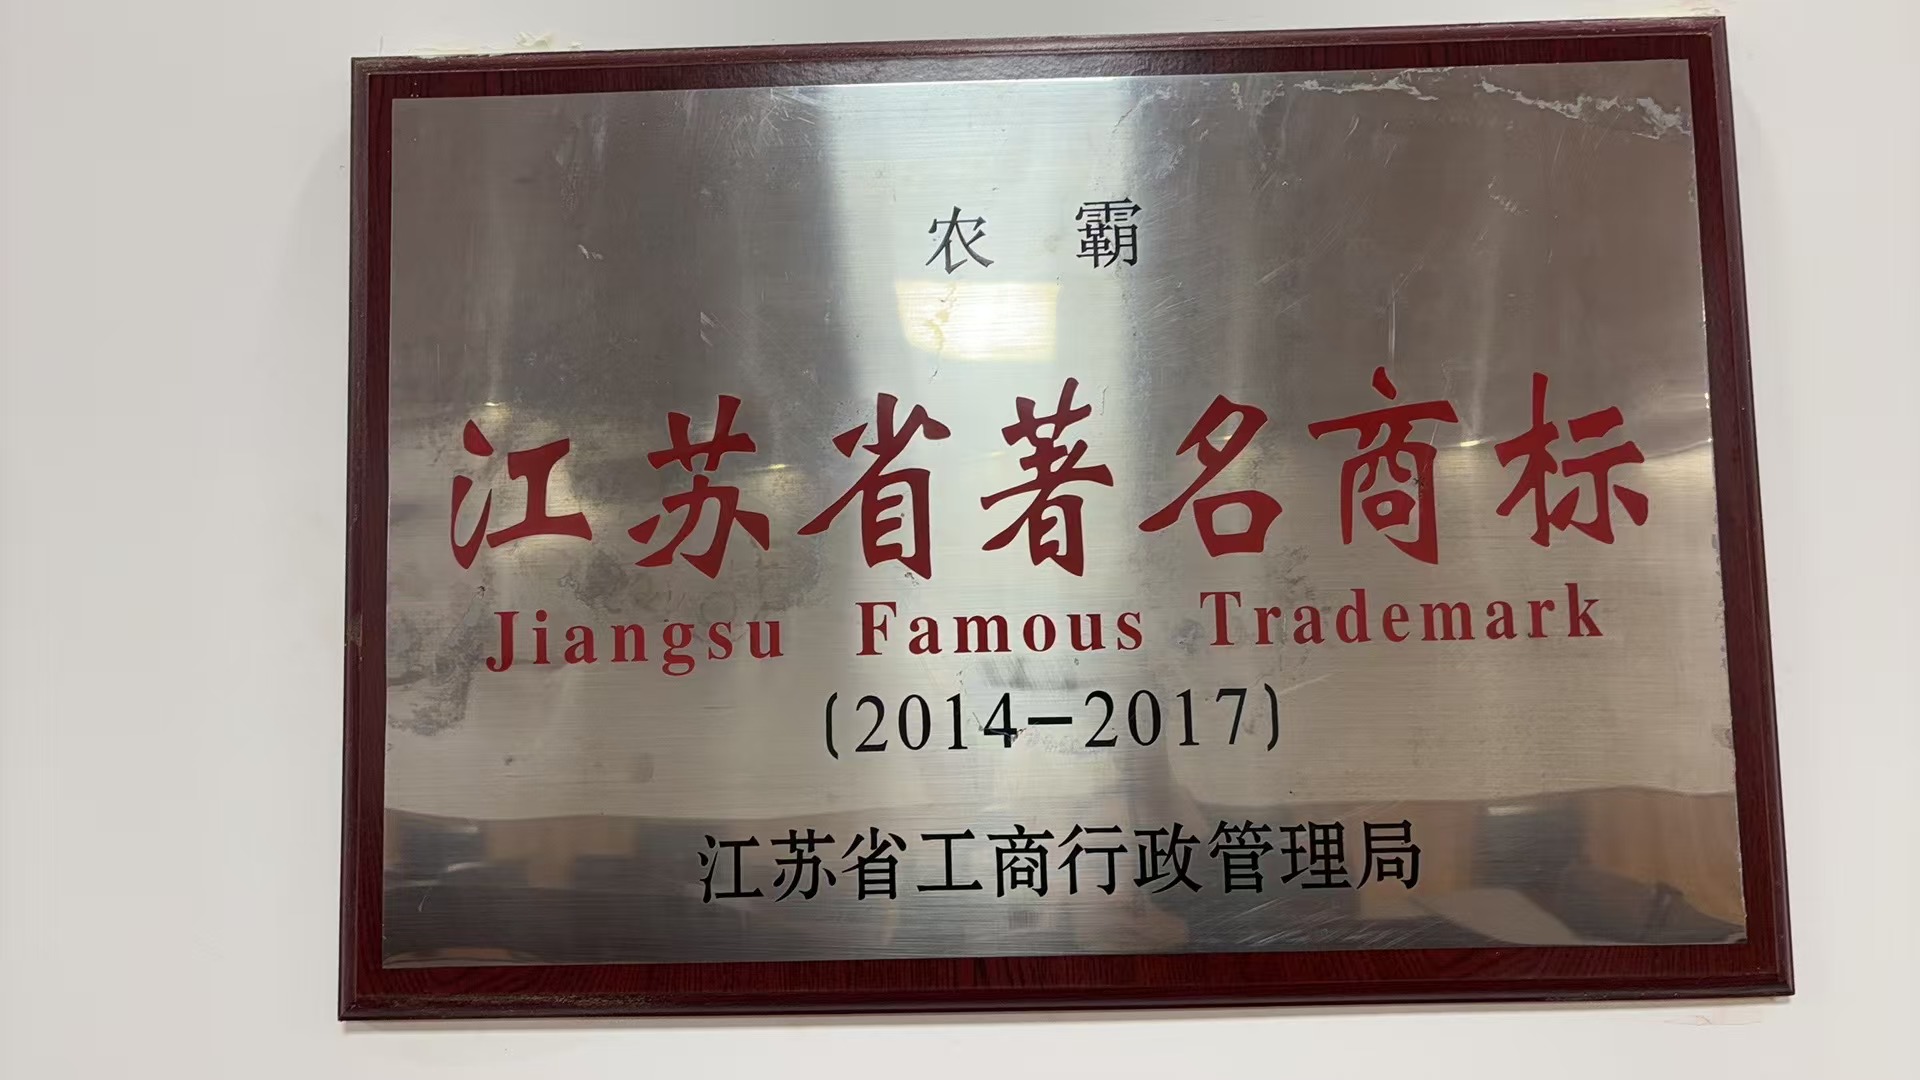 农 霸
江苏省著名商标
Jiangsu Famous Trademark
(2014-2017)
江苏省工商行政管理局